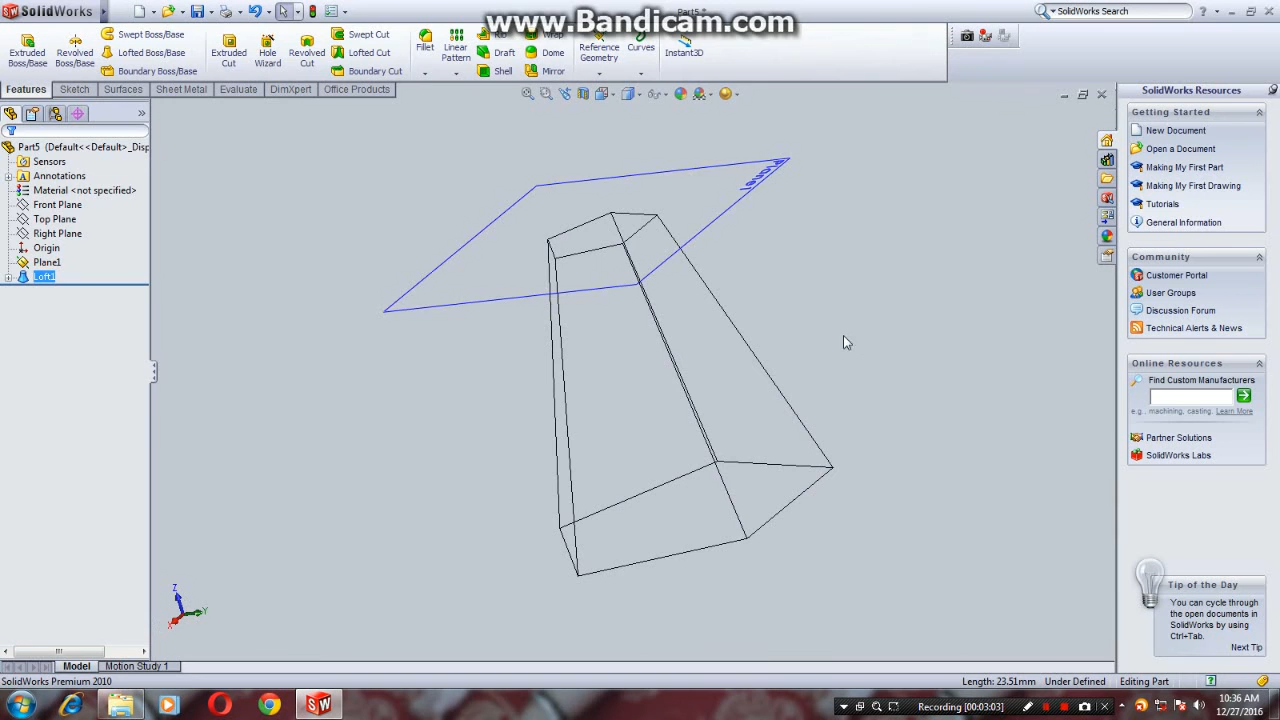 SolidWorks
Part5 *
www.Bandicam.com
SolidWorks Search
Extruded Boss/Base
Revolved Boss/Base
Swept Boss/Base
Lofted Boss/Base
Boundary Boss/Base
Extruded Cut
Hole Wizard
Revolved Cut
Swept Cut
Lofted Cut
Boundary Cut
Fillet
Linear Pattern
Rib
Draft
Shell
Wrap
Dome
Mirror
Reference Geometry
Curves
Instant3D
Features
Sketch
Surfaces
Sheet Metal
Evaluate
DimXpert
Office Products
Part5 (Default<<Default>_Disp
Sensors
Annotations
Material <not specified>
Front Plane
Top Plane
Right Plane
Origin
Plane1
Loft1
Plane1
Z
Y
X
SolidWorks Resources
Getting Started
New Document
Open a Document
Making My First Part
Making My First Drawing
Tutorials
General Information
Community
Customer Portal
User Groups
Discussion Forum
Technical Alerts & News
Online Resources
Find Custom Manufacturers
e.g., machining, casting. Learn More
Partner Solutions
SolidWorks Labs
Tip of the Day
You can cycle through
the open documents in
SolidWorks by using
Ctrl+Tab.
Next Tip
Model
Motion Study 1
SolidWorks Premium 2010
Length: 23.51mm
Under Defined
Editing Part
Recording [00:03:03]
10:36 AM
12/27/2016